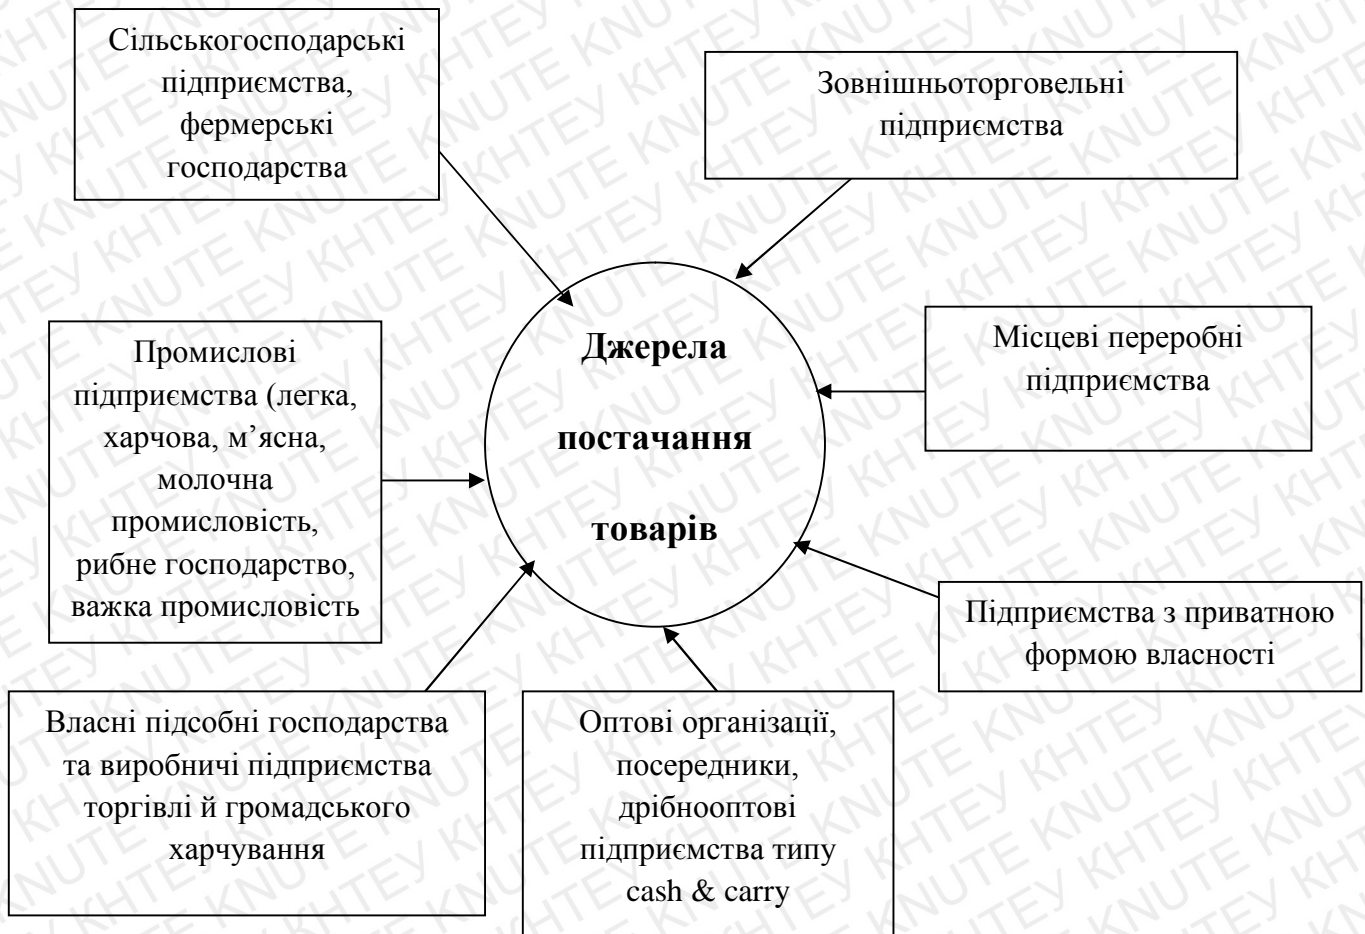 Сільськогосподарські
підприємства,
фермерські
господарства
Зовнішньоторговельні
підприємства
Джерела
постачання
товарів
Промислові
підприємства (легка,
харчова, м’ясна,
молочна
промисловість,
рибне господарство,
важка промисловість
Місцеві переробні
підприємства
Підприємства з приватною
формою власності
Власні підсобні господарства
та виробничі підприємства
торгівлі й громадського
харчування
Оптові організації,
посередники,
дрібнооптові
підприємства типу
cash & carry